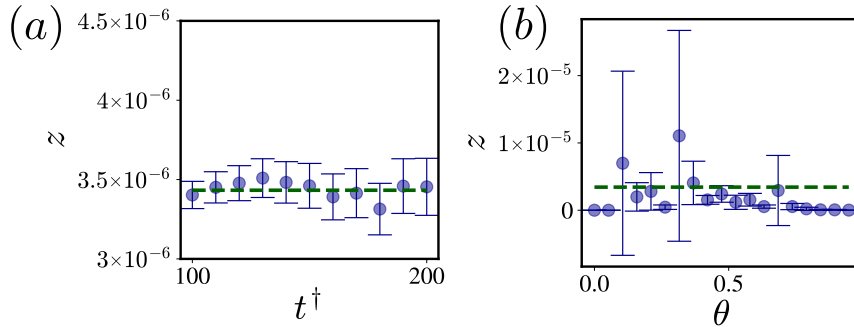 (a)
4.5×10⁻⁶
4×10⁻⁶
3.5×10⁻⁶
3×10⁻⁶
z
100
200
t†
(b)
2×10⁻⁵
1×10⁻⁵
0
z
0.0
0.5
θ